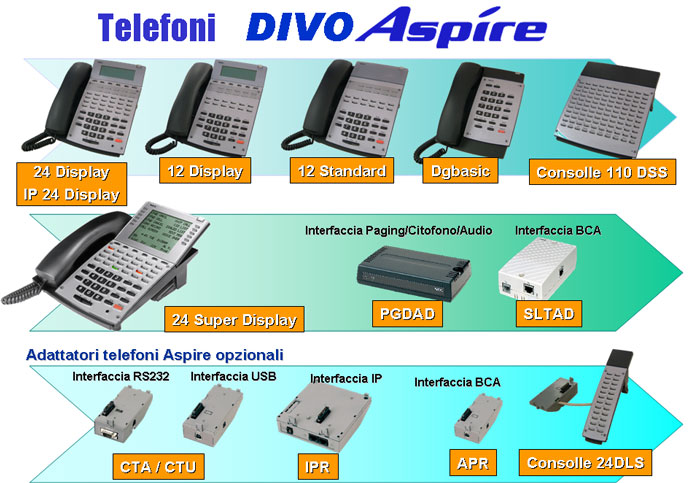 Telefoni DIVO Aspire
24 Display
IP 24 Display
12 Display
12 Standard
Dgbasic
Consolle 110 DSS
Interfaccia Paging/Citofono/Audio
Interfaccia BCA
24 Super Display
PGDAD
SLTAD
Adattatori telefoni Aspire opzionali
Interfaccia RS232
Interfaccia USB
Interfaccia IP
Interfaccia BCA
CTA / CTU
IPR
APR
Consolle 24DLS